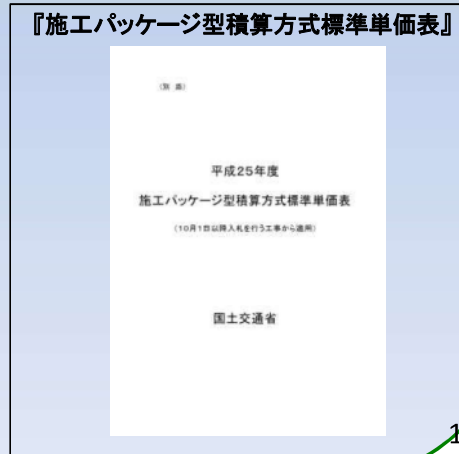 『施工パッケージ型積算方式標準単価表』
平成25年度
施工パッケージ型積算方式標準単価表
(10月1日以降入札を行う工事から適用)
国土交通省
1